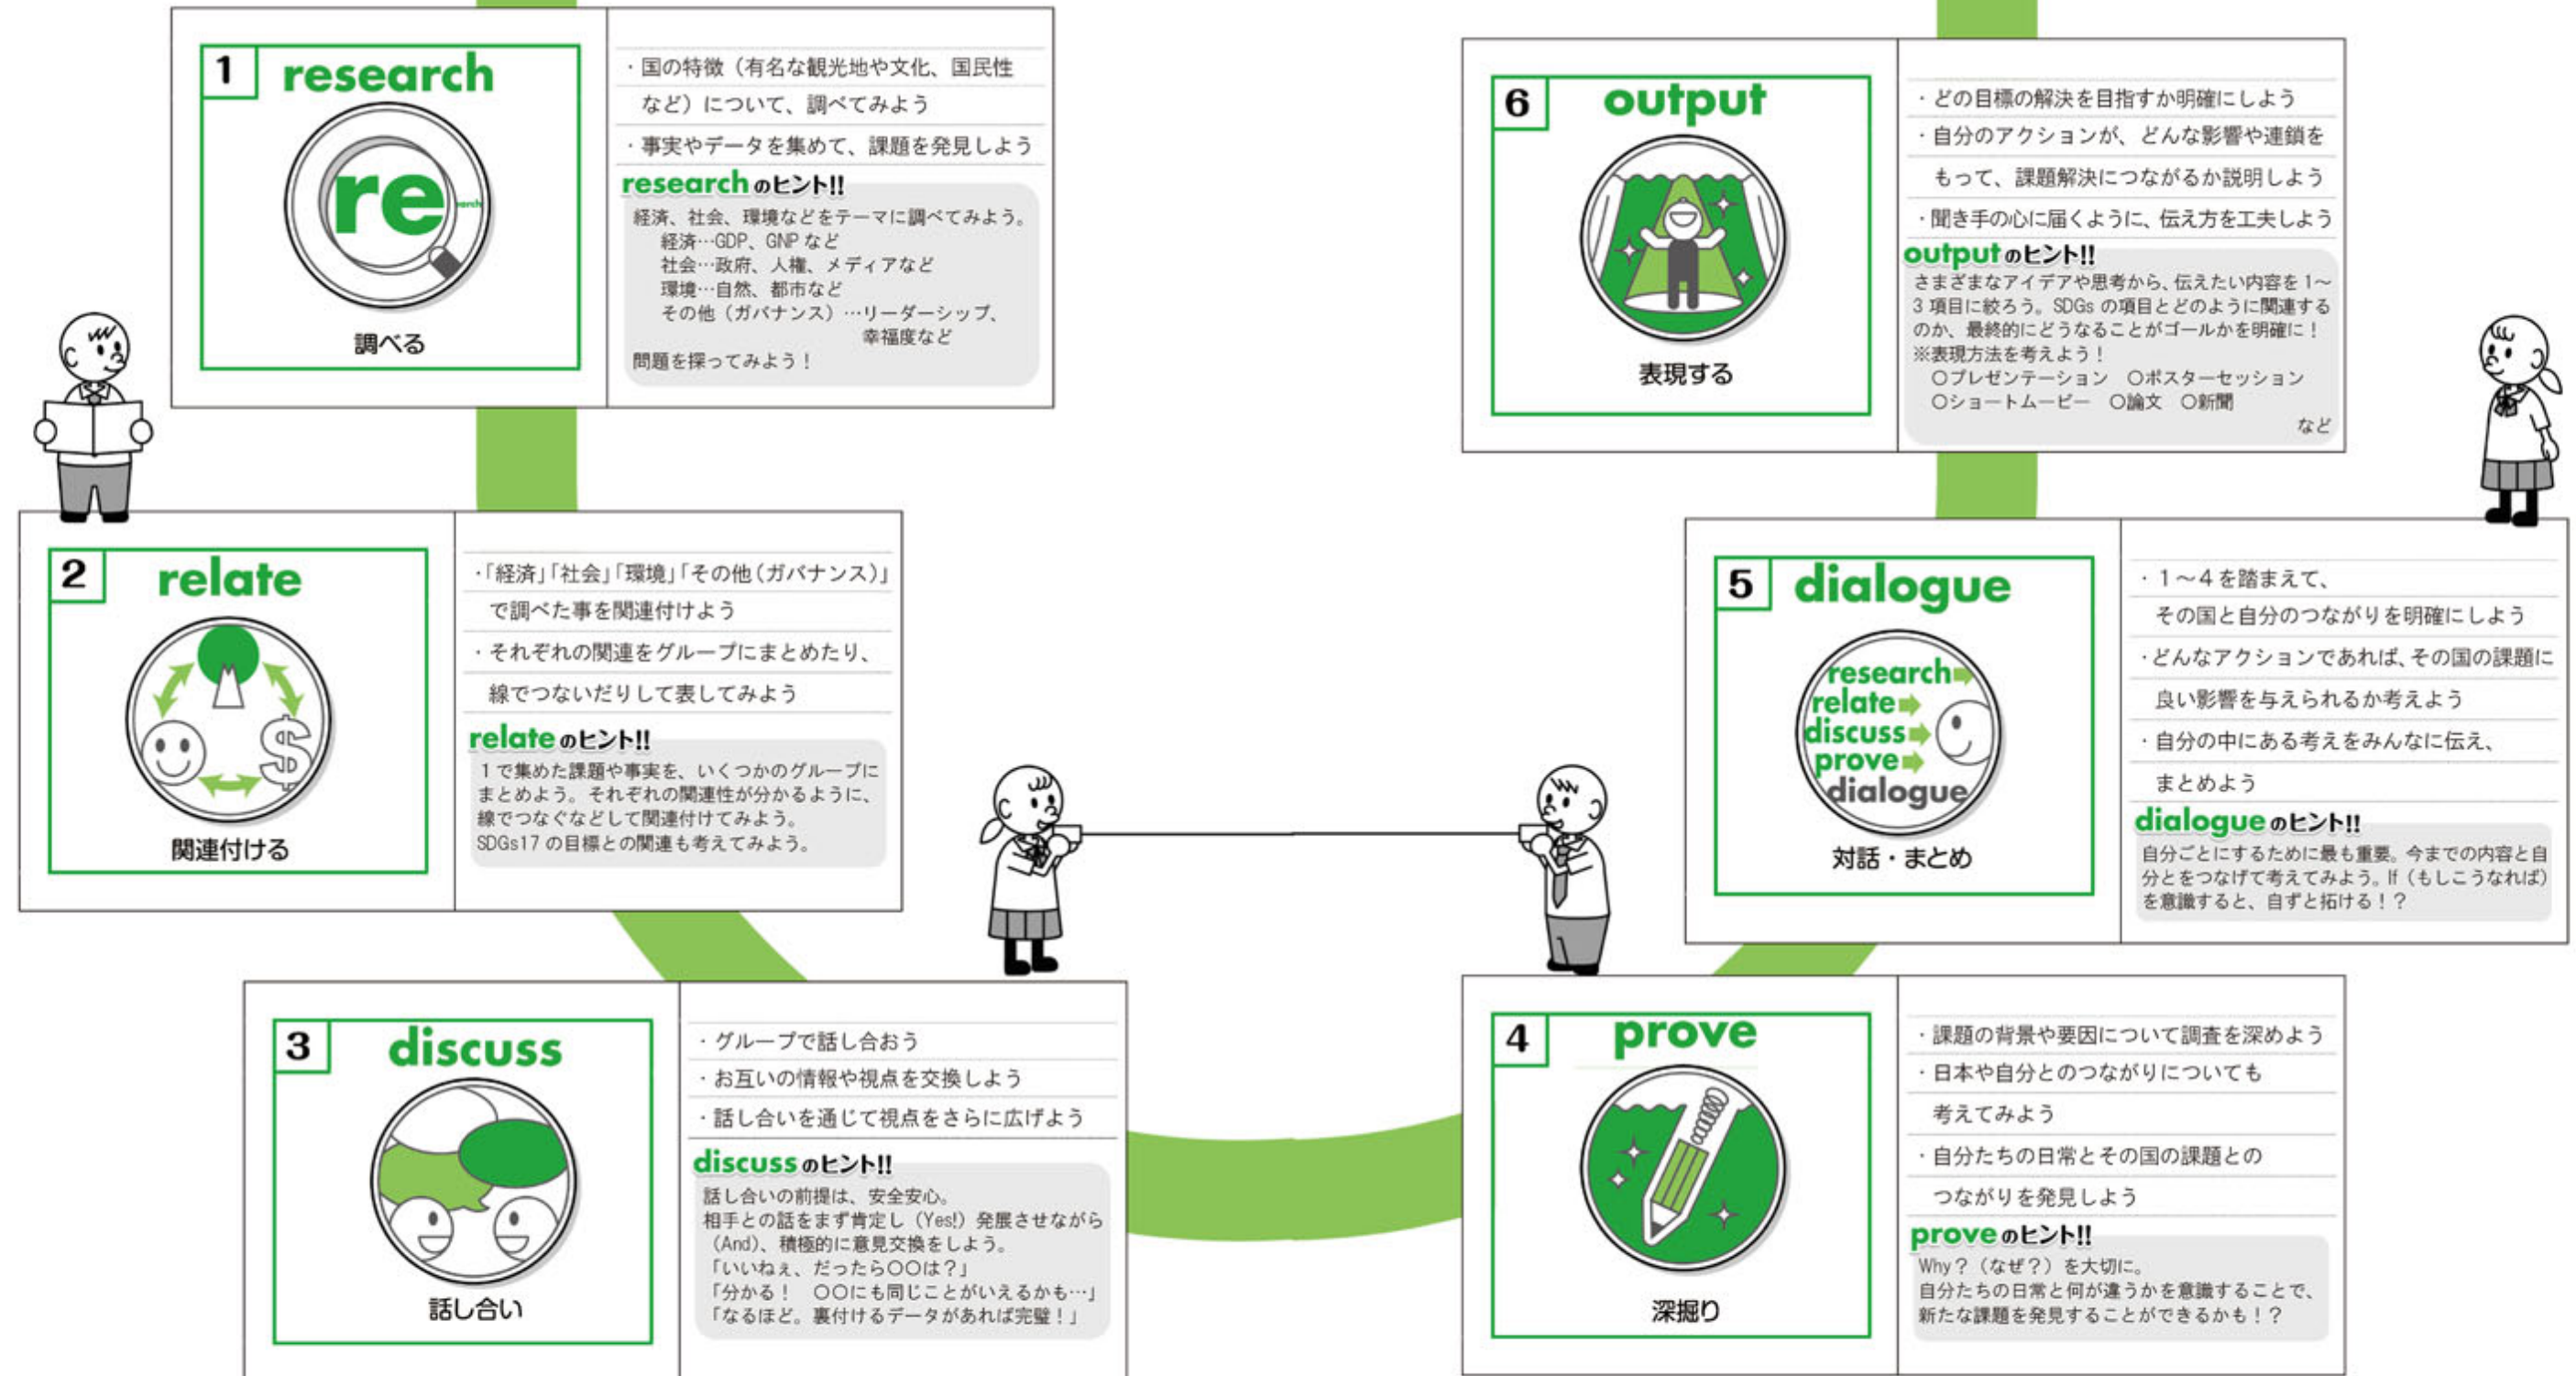 1
research
re
search
調べる
・国の特徴（有名な観光地や文化、国民性
など）について、調べてみよう
・事実やデータを集めて、課題を発見しよう
researchのヒント!!
経済、社会、環境などをテーマに調べてみよう。
経済…GDP、GNP など
社会…政府、人権、メディアなど
環境…自然、都市など
その他（ガバナンス）…リーダーシップ、
幸福度など
問題を探ってみよう！
2
relate
$
関連付ける
・「経済」「社会」「環境」「その他（ガバナンス）」
で調べた事を関連付けよう
・それぞれの関連をグループにまとめたり、
線でつないだりして表してみよう
relateのヒント!!
1で集めた課題や事実を、いくつかのグループに
まとめよう。それぞれの関連性が分かるように、
線でつなぐなどして関連付けてみよう。
SDGs17 の目標との関連も考えてみよう。
3
discuss
話し合い
・グループで話し合おう
・お互いの情報や視点を交換しよう
・話し合いを通じて視点をさらに広げよう
discussのヒント!!
話し合いの前提は、安全安心。
相手との話をまず肯定し（Yes!）発展させながら
（And）、積極的に意見交換をしよう。
「いいねぇ、だったら〇〇は？」
「分かる！　〇〇にも同じことがいえるかも…」
「なるほど。裏付けるデータがあれば完璧！」
4
prove
深掘り
・課題の背景や要因について調査を深めよう
・日本や自分とのつながりについても
考えてみよう
・自分たちの日常とその国の課題との
つながりを発見しよう
proveのヒント!!
Why？（なぜ？）を大切に。
自分たちの日常と何が違うかを意識することで、
新たな課題を発見することができるかも！？
5
dialogue
research
relate
discuss
prove
dialogue
対話・まとめ
・1～4を踏まえて、
その国と自分のつながりを明確にしよう
・どんなアクションであれば、その国の課題に
良い影響を与えられるか考えよう
・自分の中にある考えをみんなに伝え、
まとめよう
dialogueのヒント!!
自分ごとにするために最も重要。今までの内容と自
分とをつなげて考えてみよう。If（もしこうなれば）
を意識すると、自ずと拓ける！？
6
output
表現する
・どの目標の解決を目指すか明確にしよう
・自分のアクションが、どんな影響や連鎖を
もって、課題解決につながるか説明しよう
・聞き手の心に届くように、伝え方を工夫しよう
outputのヒント!!
さまざまなアイデアや思考から、伝えたい内容を1～
3 項目に絞ろう。SDGs の項目とどのように関連する
のか、最終的にどうなることがゴールかを明確に！
※表現方法を考えよう！
〇プレゼンテーション　〇ポスターセッション
〇ショートムービー　〇論文　〇新聞
など